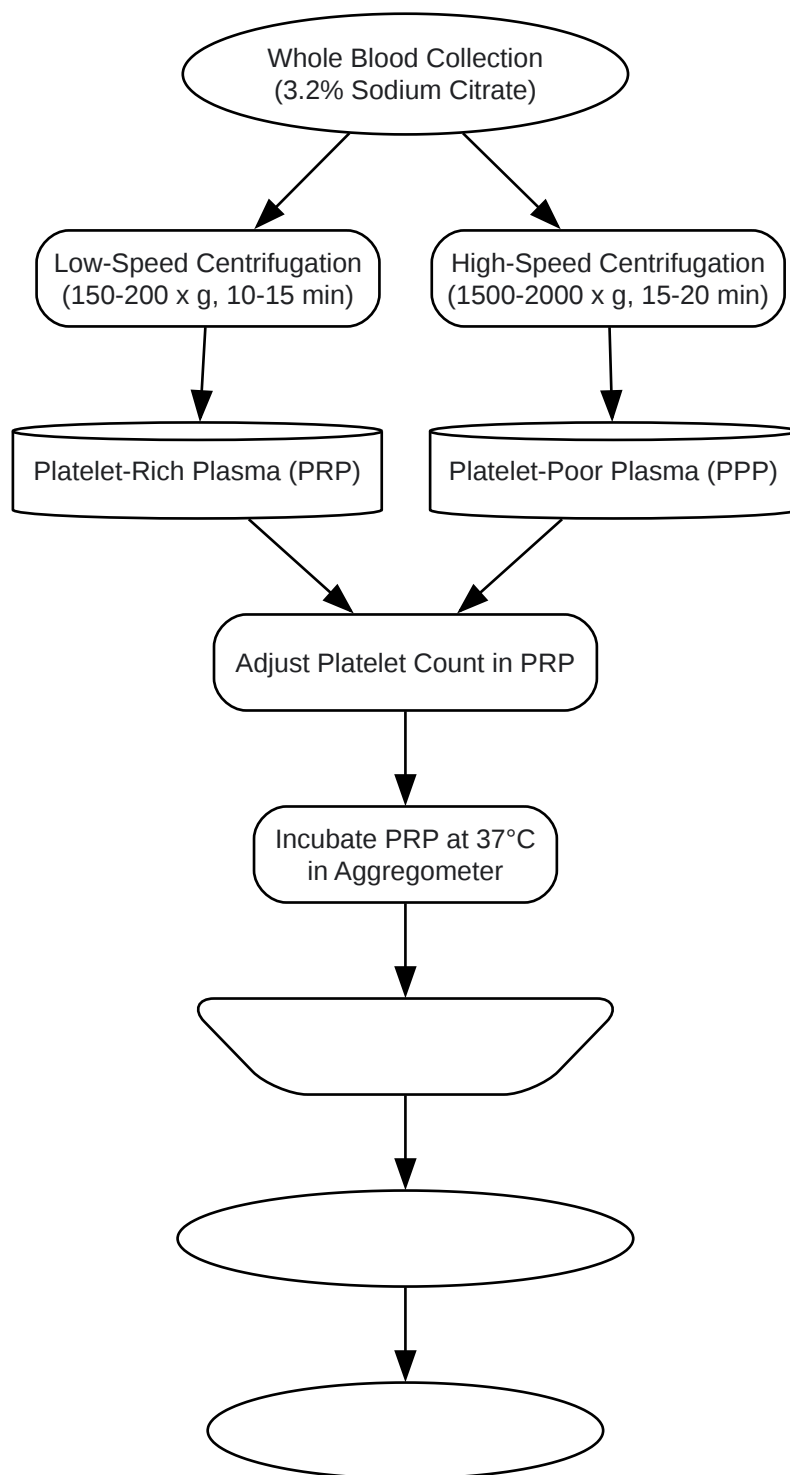 Whole Blood Collection
(3.2% Sodium Citrate)
Low-Speed Centrifugation
(150-200 x g, 10-15 min)
High-Speed Centrifugation
(1500-2000 x g, 15-20 min)
Platelet-Rich Plasma (PRP)
Platelet-Poor Plasma (PPP)
Adjust Platelet Count in PRP
Incubate PRP at 37°C
in Aggregometer